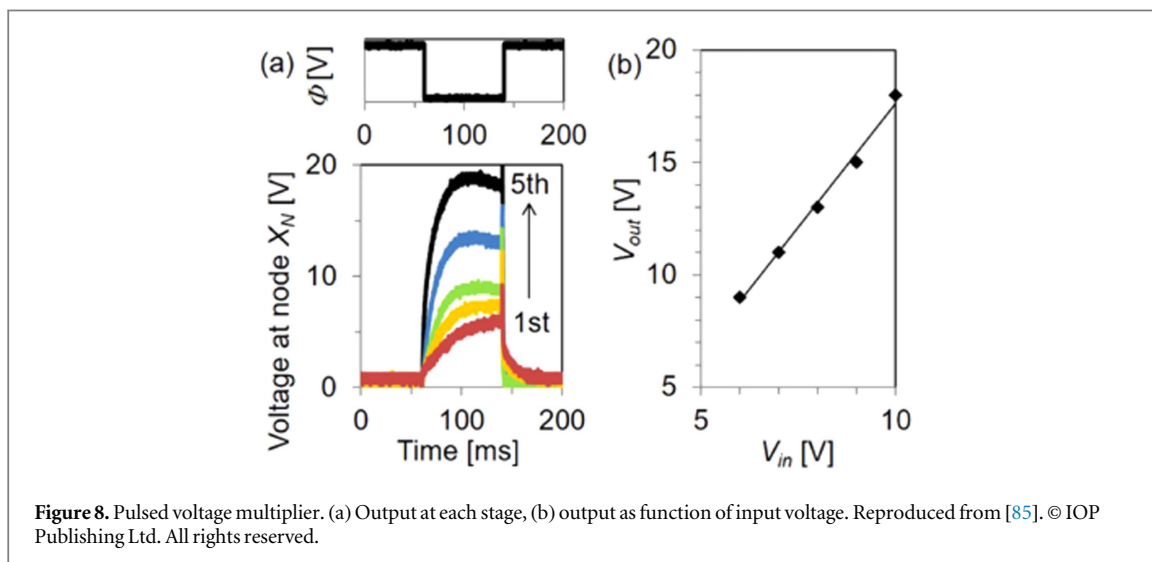 (a)
Φ [V]
0 100 200
Voltage at node X_N [V]
20
10
0
5th
1st
0 100 200
Time [ms]
(b)
V_out [V]
20
15
10
5
5 10
V_in [V]
Figure 8. Pulsed voltage multiplier. (a) Output at each stage, (b) output as function of input voltage. Reproduced from [85]. © IOP
Publishing Ltd. All rights reserved.